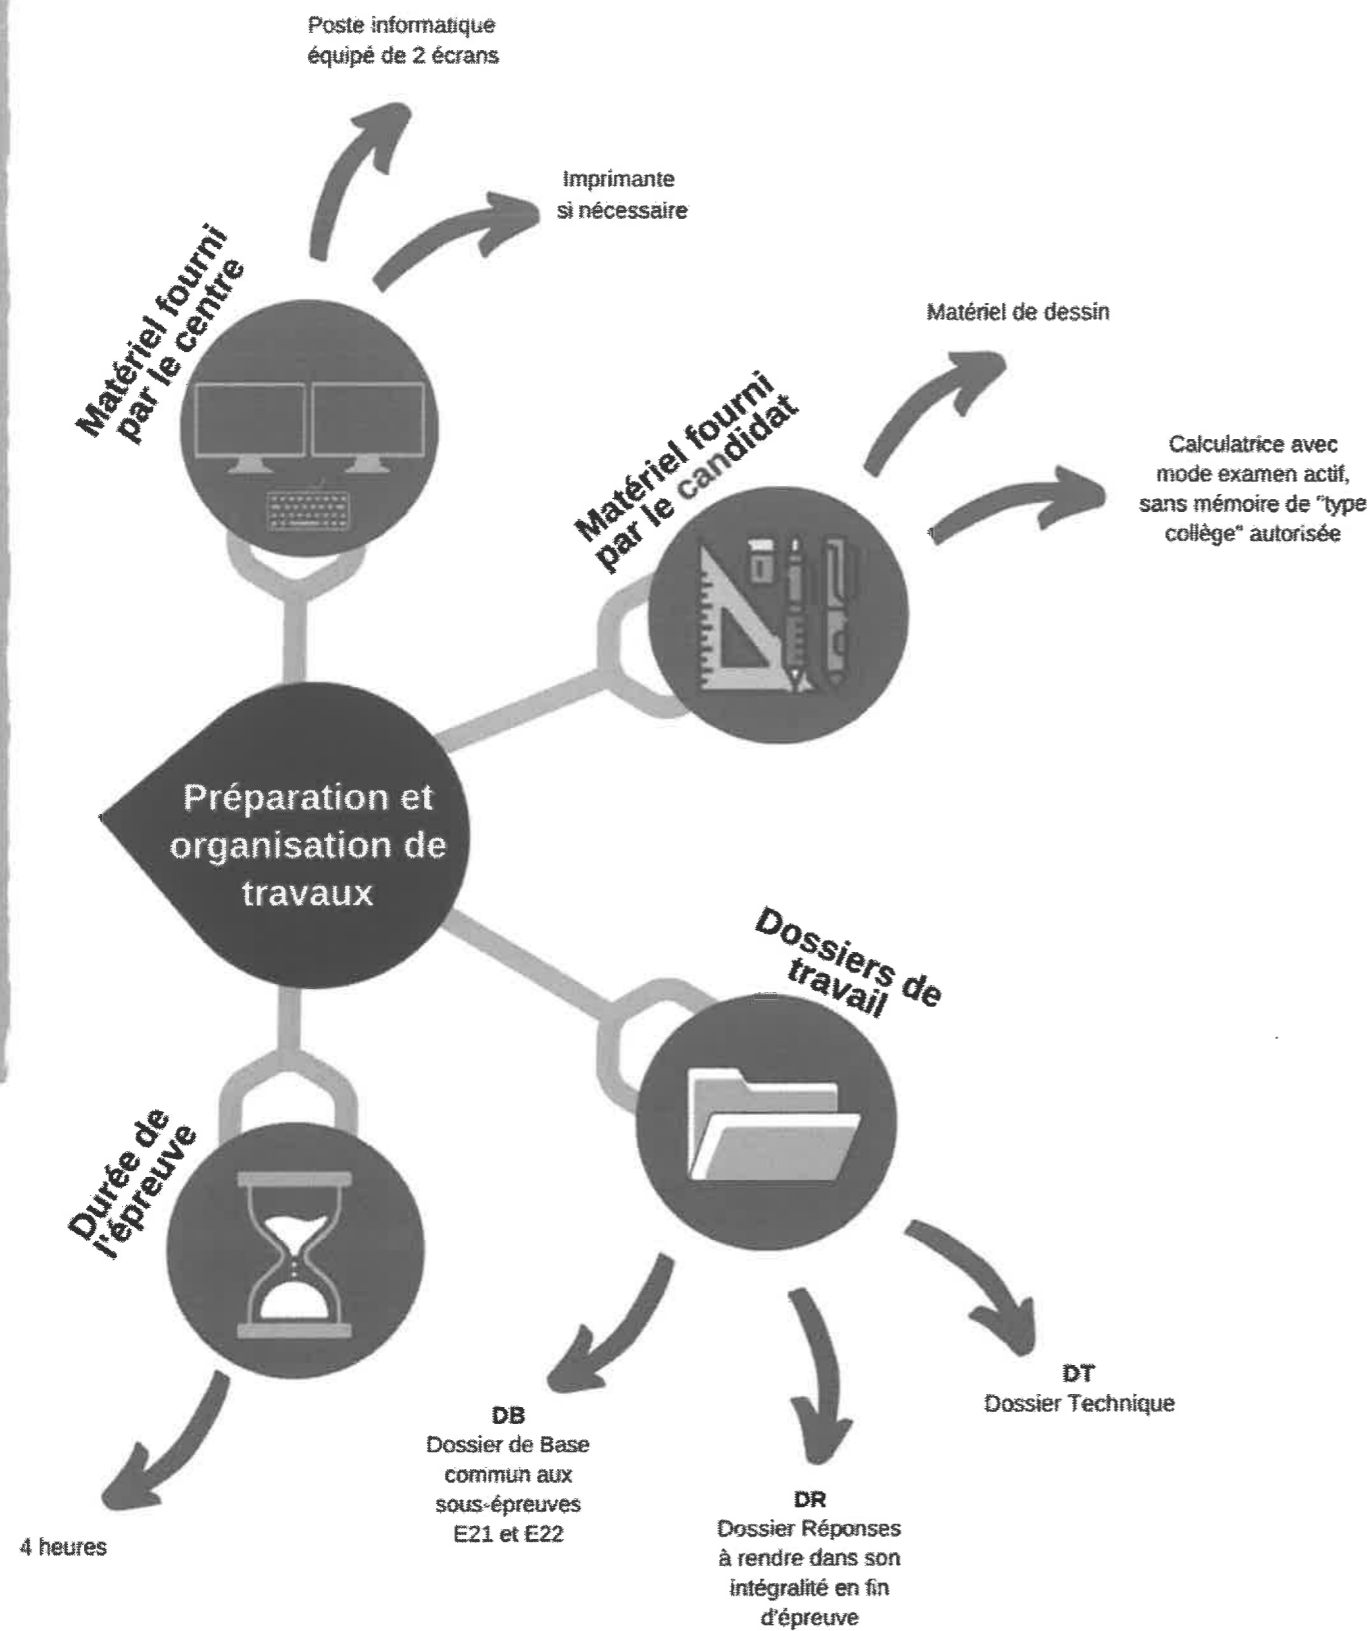 Poste informatique
équipé de 2 écrans
Imprimante
si nécessaire
Matériel fourni
par le centre
Matériel de dessin
Matériel fourni
par le candidat
Calculatrice avec
mode examen actif,
sans mémoire de "type
collège" autorisée
Préparation et
organisation de
travaux
Dossiers de
travail
Durée de
l'épreuve
DT
Dossier Technique
DB
Dossier de Base
commun aux
sous-épreuves
E21 et E22
DR
Dossier Réponses
à rendre dans son
intégralité en fin
d'épreuve
4 heures